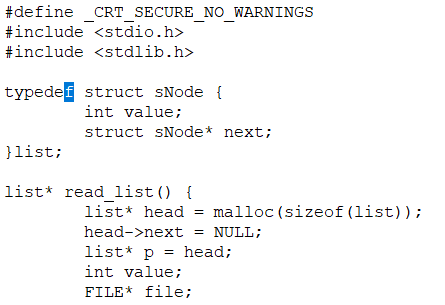 #define _CRT_SECURE_NO_WARNINGS
#include <stdio.h>
#include <stdlib.h>

typedef struct sNode {
        int value;
        struct sNode* next;
}list;

list* read_list() {
        list* head = malloc(sizeof(list));
        head->next = NULL;
        list* p = head;
        int value;
        FILE* file;